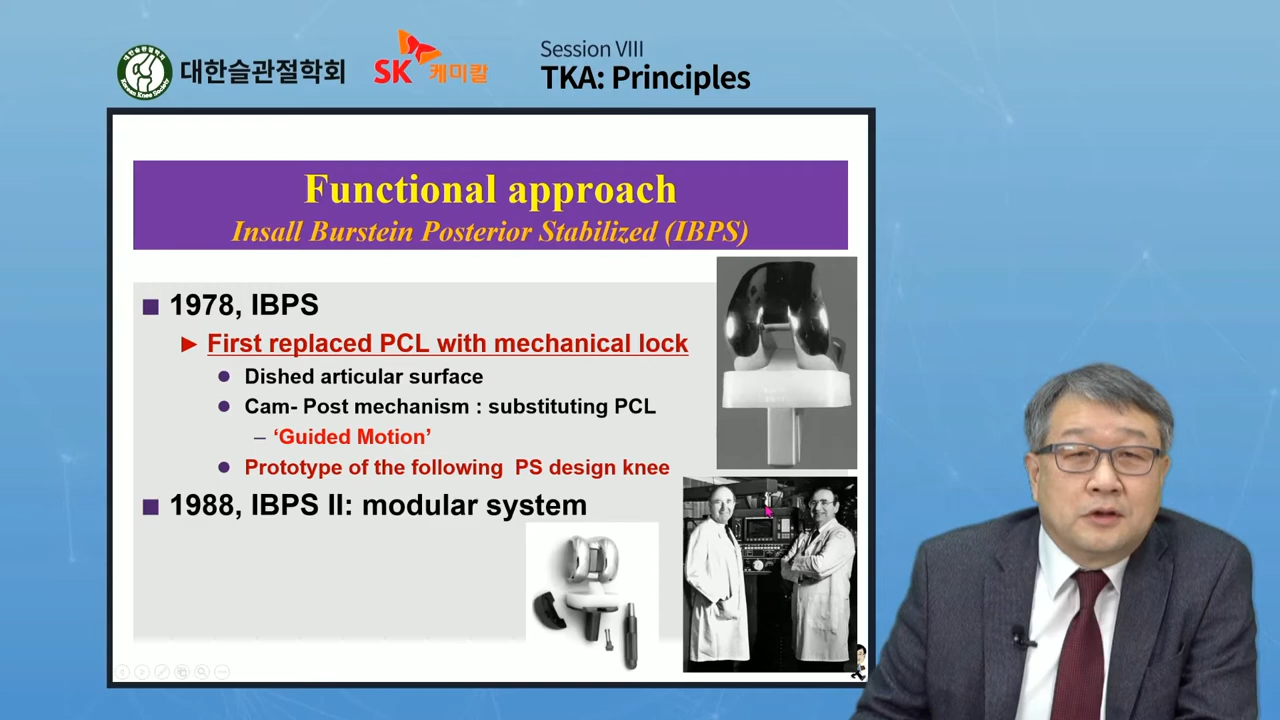 대한슬관절학회
SK 케미칼
Session VIII
TKA: Principles
Functional approach
Insall Burstein Posterior Stabilized (IBPS)
1978, IBPS
First replaced PCL with mechanical lock
Dished articular surface
Cam- Post mechanism : substituting PCL
– ‘Guided Motion’
Prototype of the following PS design knee
1988, IBPS II: modular system